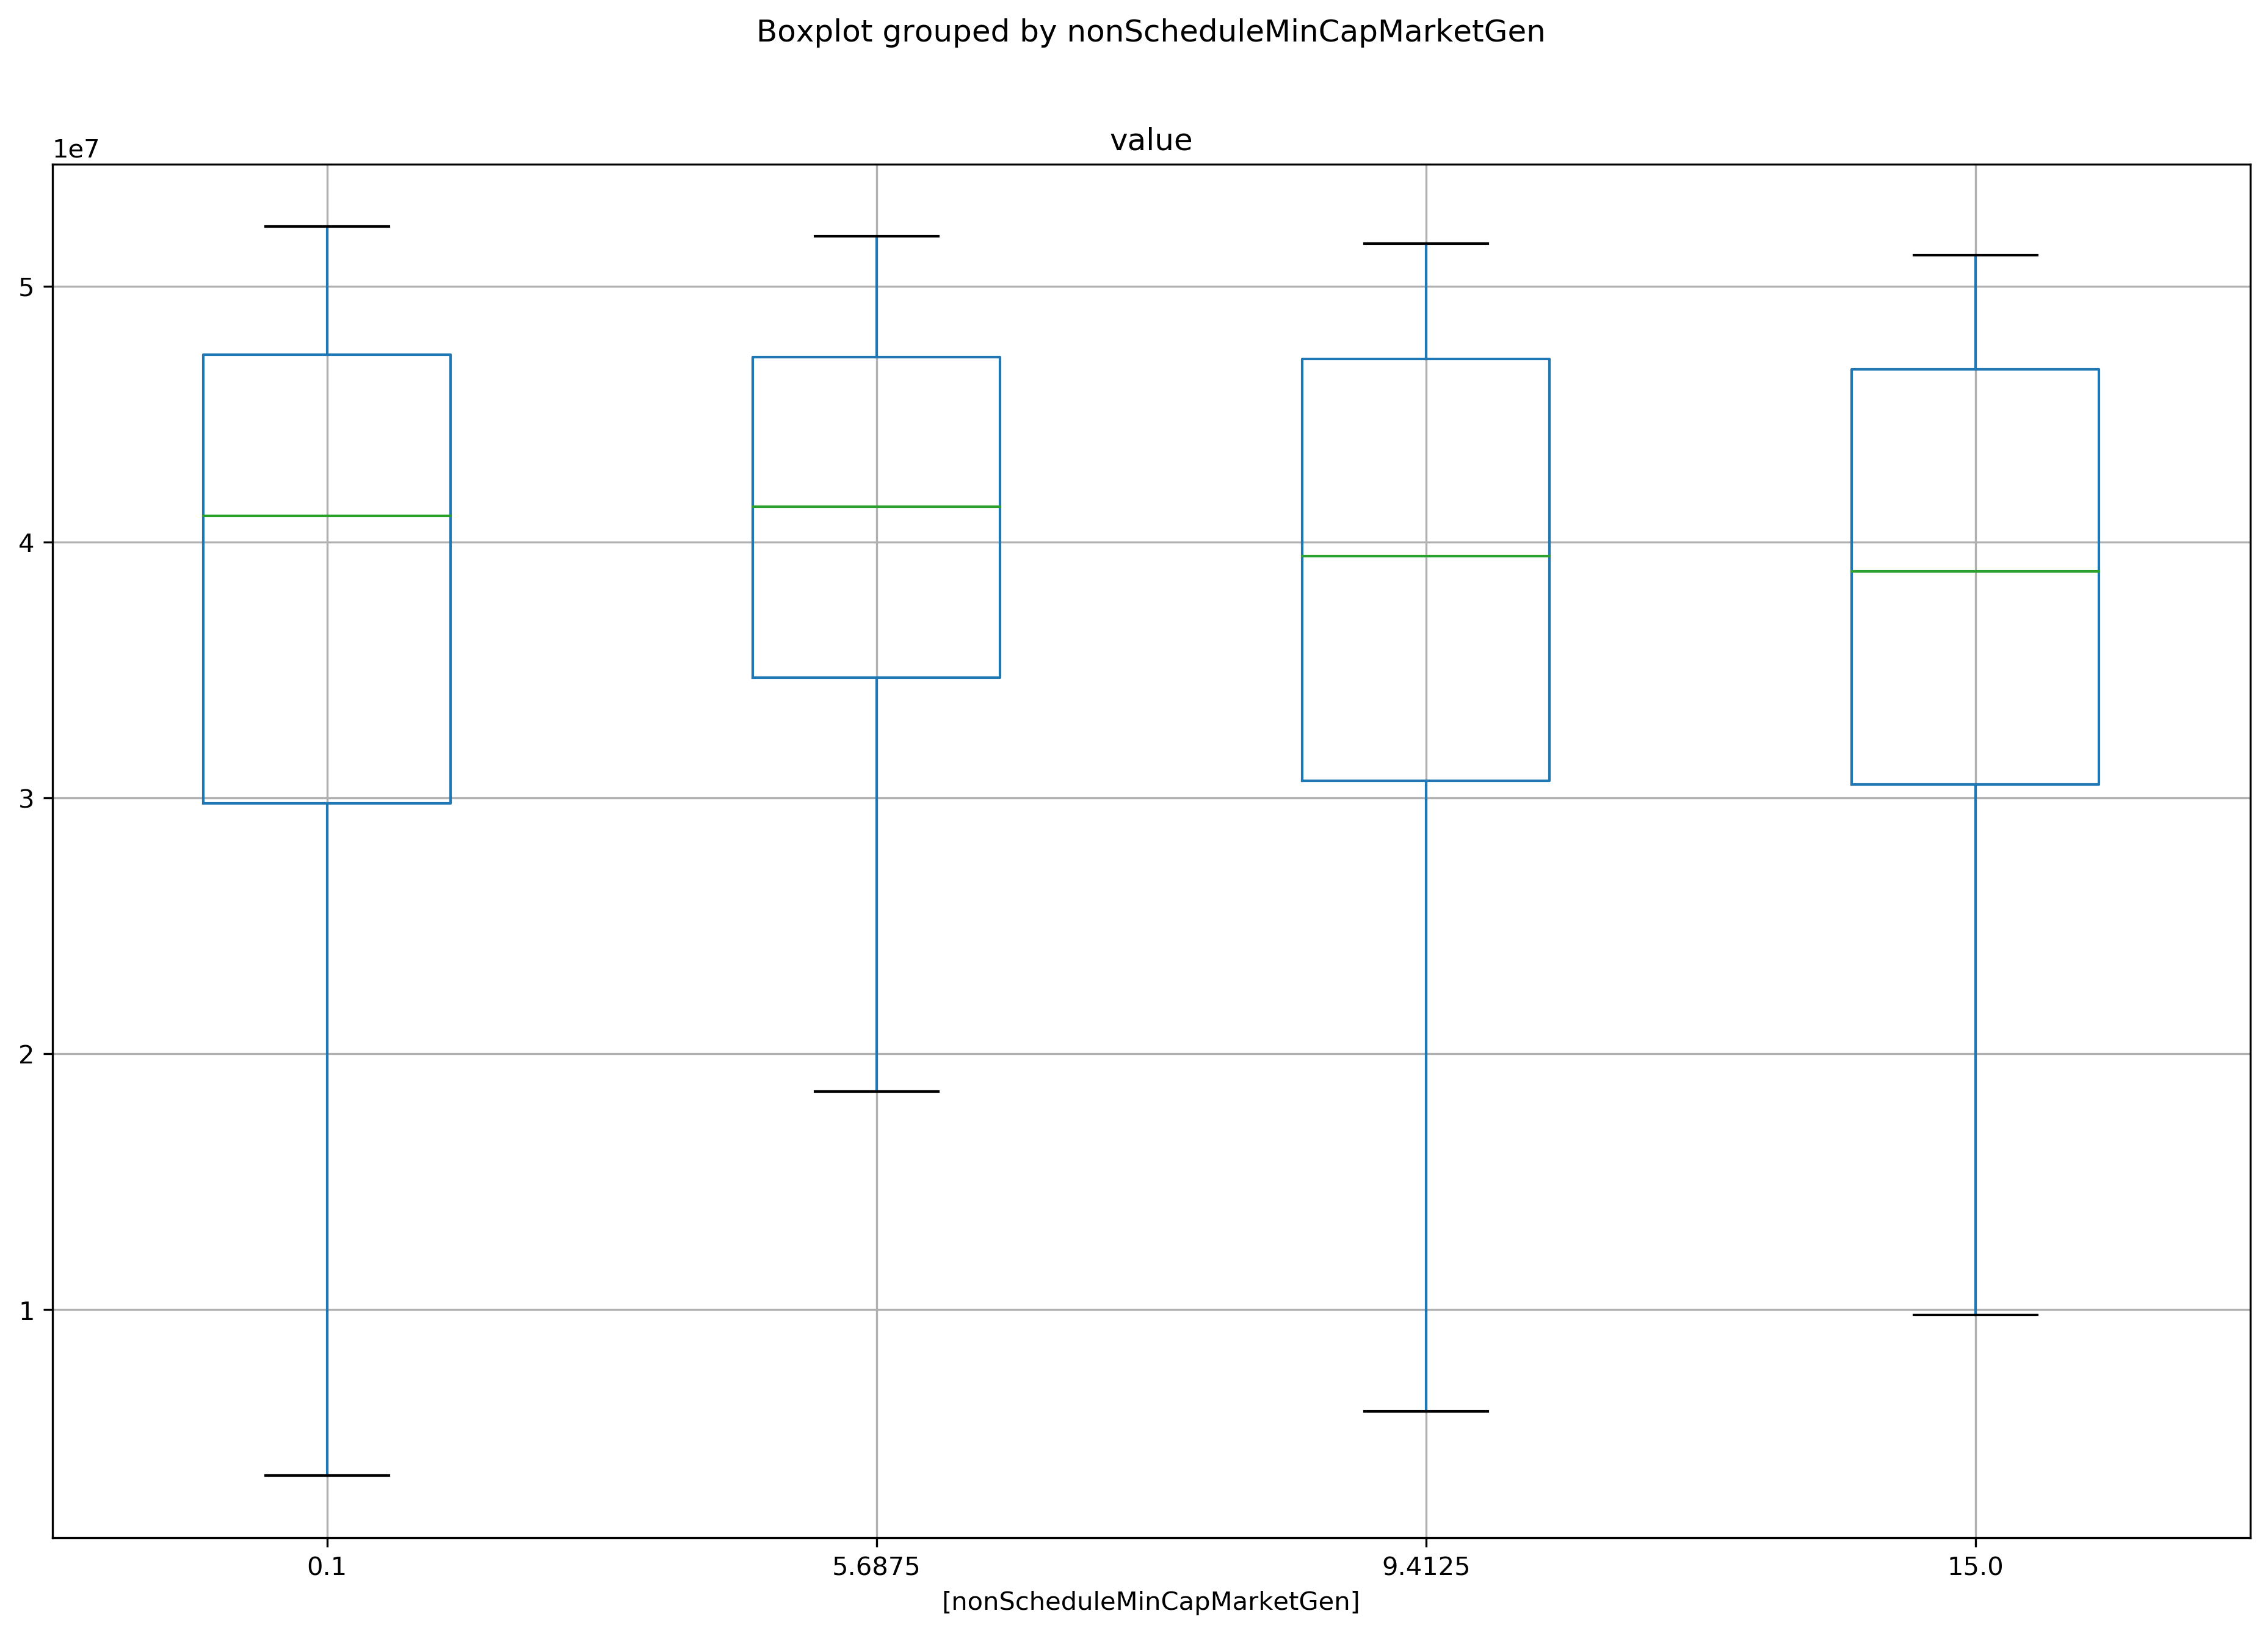 Boxplot grouped by nonScheduleMinCapMarketGen
value
1e7
5
4
3
2
1
0.1 5.6875 9.4125 15.0
[nonScheduleMinCapMarketGen]